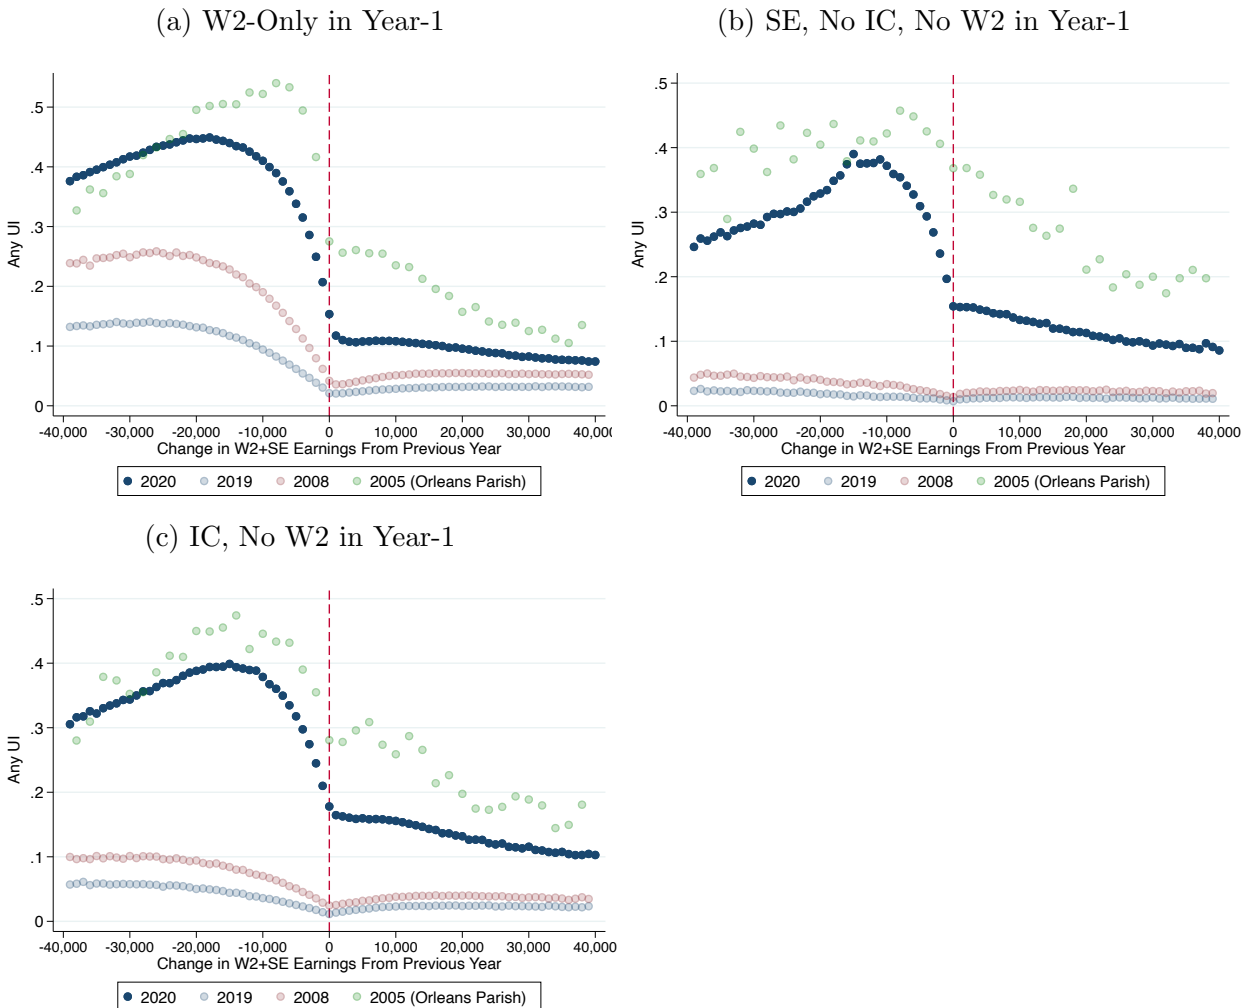 (a) W2-Only in Year-1
Any UI
.5
.4
.3
.2
.1
0
-40,000 -30,000 -20,000 -10,000 0 10,000 20,000 30,000 40,000
Change in W2+SE Earnings From Previous Year
2020 2019 2008 2005 (Orleans Parish)
(b) SE, No IC, No W2 in Year-1
Any UI
.5
.4
.3
.2
.1
0
-40,000 -30,000 -20,000 -10,000 0 10,000 20,000 30,000 40,000
Change in W2+SE Earnings From Previous Year
2020 2019 2008 2005 (Orleans Parish)
(c) IC, No W2 in Year-1
Any UI
.5
.4
.3
.2
.1
0
-40,000 -30,000 -20,000 -10,000 0 10,000 20,000 30,000 40,000
Change in W2+SE Earnings From Previous Year
2020 2019 2008 2005 (Orleans Parish)